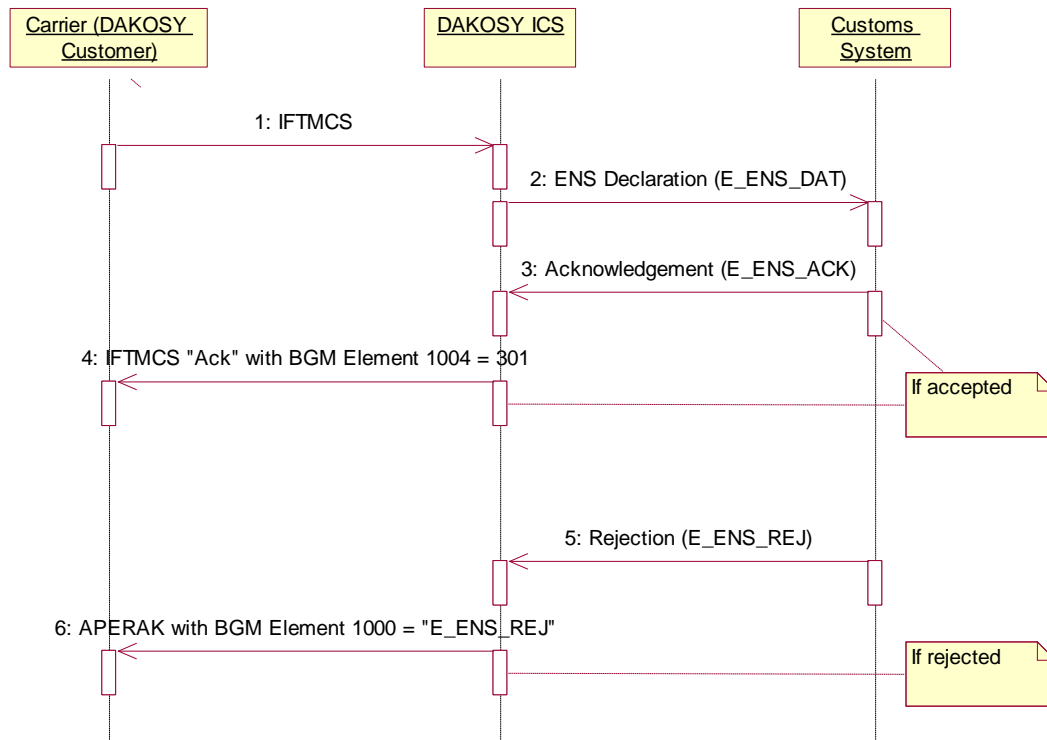 Carrier (DAKOSY
Customer)
DAKOSY ICS
Customs
System
1: IFTMCS
2: ENS Declaration (E_ENS_DAT)
3: Acknowledgement (E_ENS_ACK)
4: IFTMCS "Ack" with BGM Element 1004 = 301
If accepted
5: Rejection (E_ENS_REJ)
6: APERAK with BGM Element 1000 = "E_ENS_REJ"
If rejected